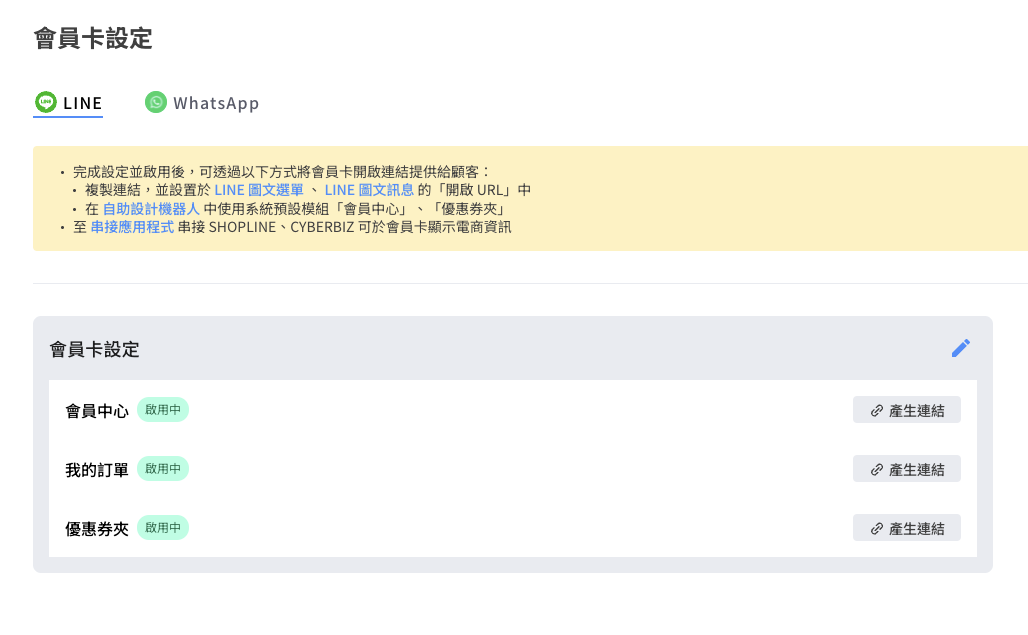 會員卡設定
LINE WhatsApp
• 完成設定並啟用後，可透過以下方式將會員卡開啟連結提供給顧客：
• 複製連結，並設置於 LINE 圖文選單 、 LINE 圖文訊息 的「開啟 URL」中
• 在 自助設計機器人 中使用系統預設模組「會員中心」、「優惠券夾」
• 至 串接應用程式 串接 SHOPLINE、CYBERBIZ 可於會員卡顯示電商資訊
會員卡設定
會員中心 啟用中 產生連結
我的訂單 啟用中 產生連結
優惠券夾 啟用中 產生連結